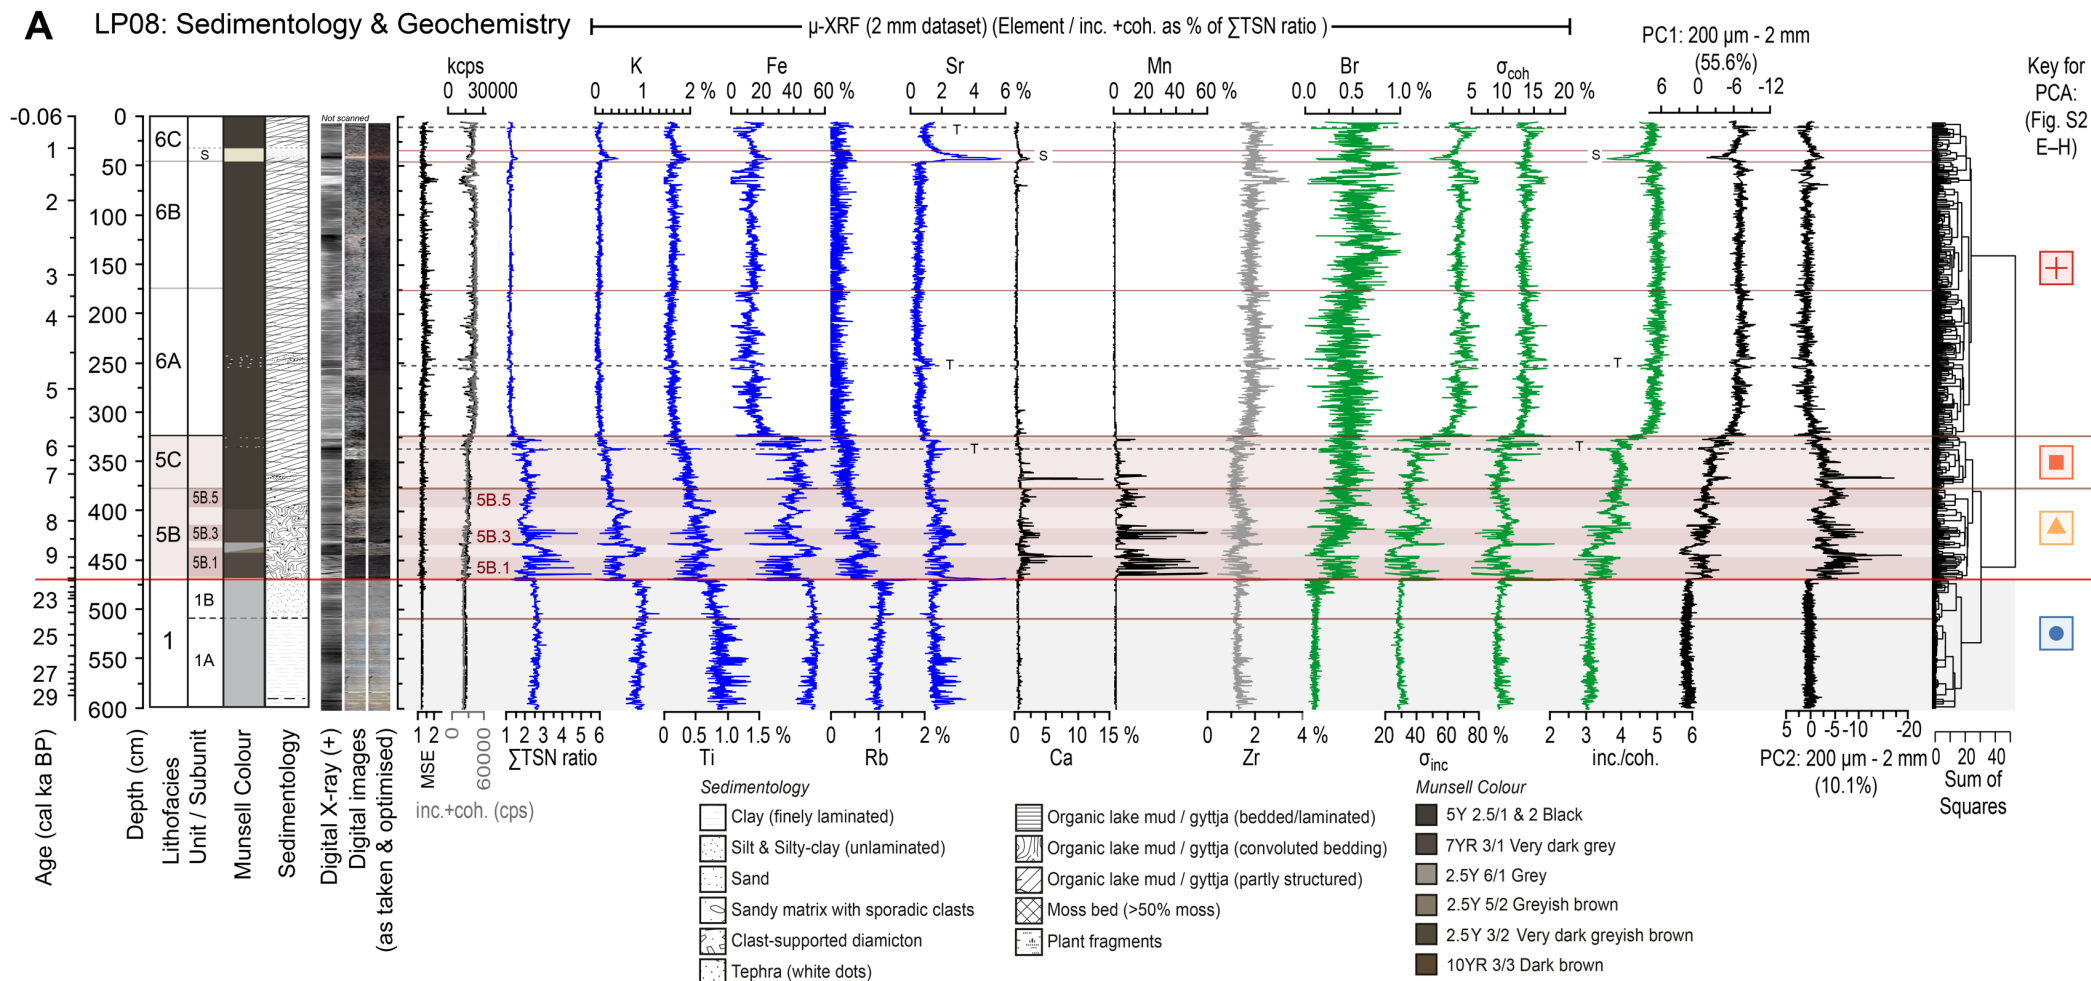 A LP08: Sedimentology & Geochemistry
µ-XRF (2 mm dataset) (Element / inc. +coh. as % of ∑TSN ratio )
PC1: 200 µm - 2 mm
(55.6%)
kcps K Fe Sr Mn Br σcoh
0 30000 0 1 2 % 0 20 40 60 % 0 2 4 6 % 0 20 40 60 % 0.0 0.5 1.0 % 5 10 15 20 % 6 0 -6 -12
Key for
PCA:
(Fig. S2
E–H)
Not scanned
-0.06
1
2
3
4
5
6
7
8
9
23
25
27
29
0
50
100
150
200
250
300
350
400
450
500
550
600
6C
S
6B
6A
5C
5B
5B.5
5B.3
5B.1
1
1B
1A
5B.5
5B.3
5B.1
T
S
S
T
T
T
T
Age (cal ka BP)
Depth (cm)
Lithofacies
Unit / Subunit
Munsell Colour
Sedimentology
Digital X-ray (+)
Digital images
(as taken & optimised)
1 2 0 60000 1 2 3 4 5 6 0 0.5 1.0 1.5 % 0 1 2 % 0 5 10 15 % 0 2 4 % 20 40 60 80 % 2 3 4 5 6 5 0 -5 -10 -20 0 20 40
MSE
inc.+coh. (cps)
∑TSN ratio Ti Rb Ca Zr σinc inc./coh. PC2: 200 µm - 2 mm
(10.1%)
Sum of
Squares
Sedimentology
Clay (finely laminated)
Silt & Silty-clay (unlaminated)
Sand
Sandy matrix with sporadic clasts
Clast-supported diamicton
Tephra (white dots)
Organic lake mud / gyttja (bedded/laminated)
Organic lake mud / gyttja (convoluted bedding)
Organic lake mud / gyttja (partly structured)
Moss bed (>50% moss)
Plant fragments
Munsell Colour
5Y 2.5/1 & 2 Black
7YR 3/1 Very dark grey
2.5Y 6/1 Grey
2.5Y 5/2 Greyish brown
2.5Y 3/2 Very dark greyish brown
10YR 3/3 Dark brown